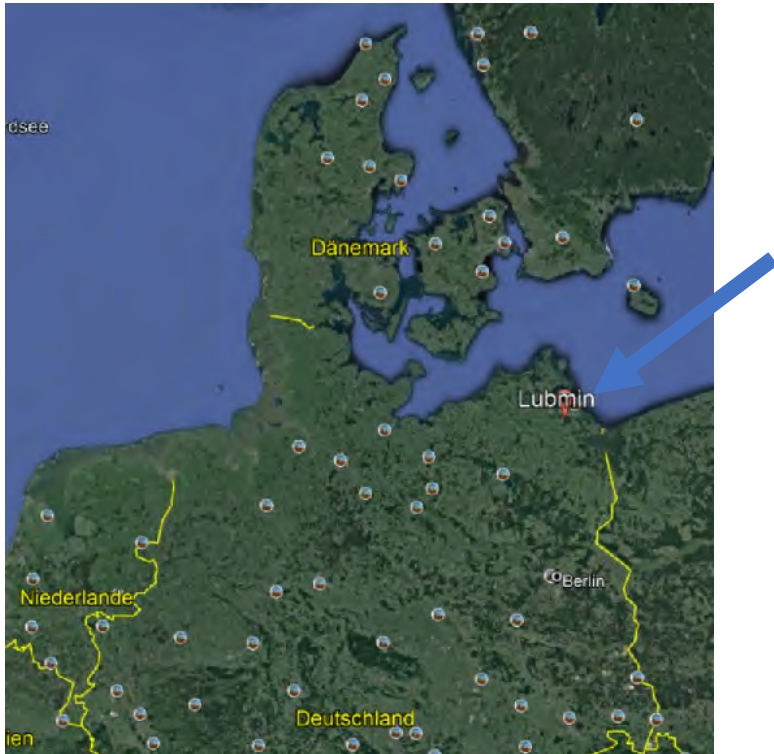 rdsee
Dänemark
Lubmin
Berlin
Niederlande
Deutschland
ien